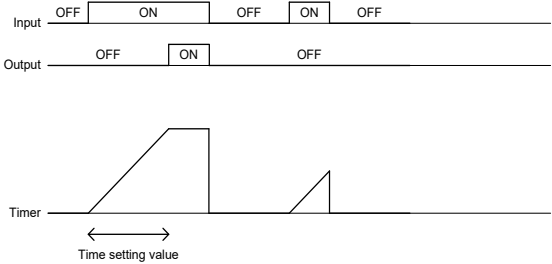 OFF ON OFF ON OFF
Input
OFF ON OFF
Output
Timer
Time setting value